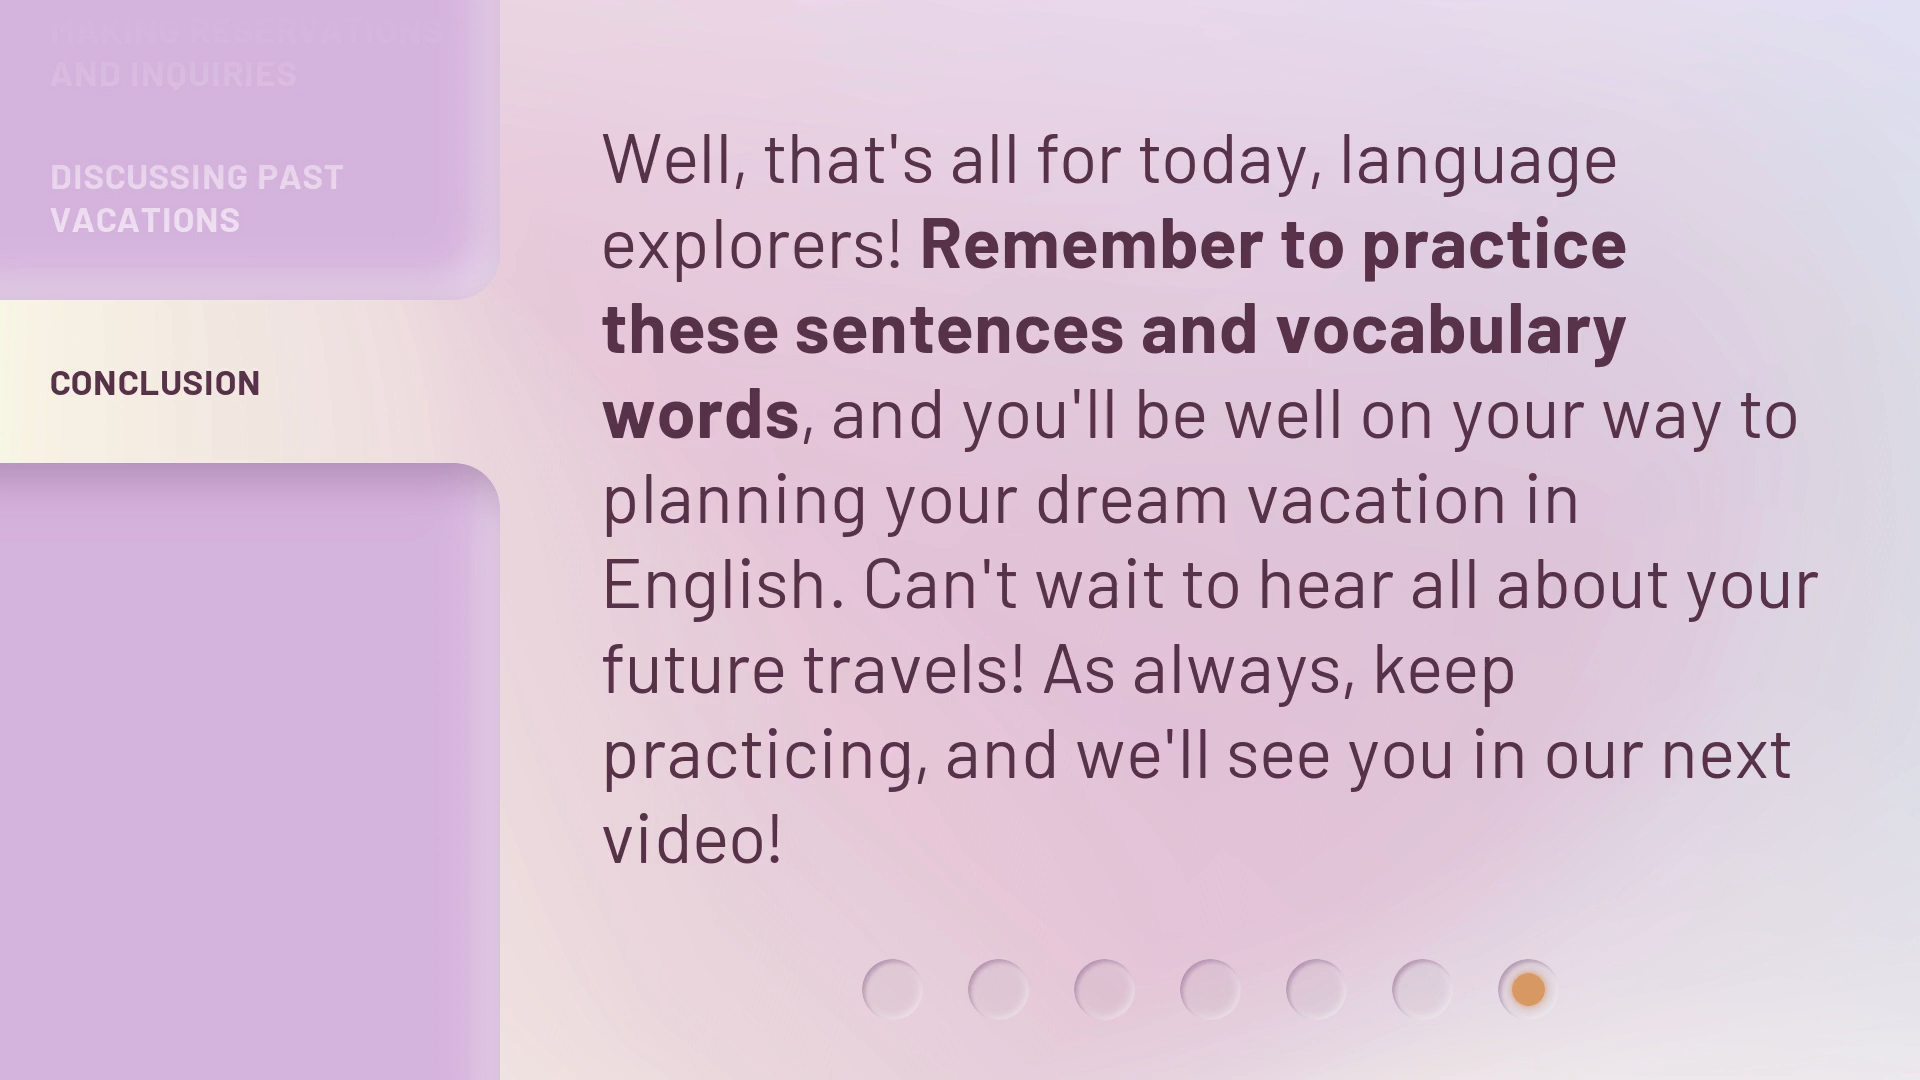 MAKING RESERVATIONS
AND INQUIRIES
DISCUSSING PAST
VACATIONS
CONCLUSION
Well, that's all for today, language
explorers! Remember to practice
these sentences and vocabulary
words, and you'll be well on your way to
planning your dream vacation in
English. Can't wait to hear all about your
future travels! As always, keep
practicing, and we'll see you in our next
video!